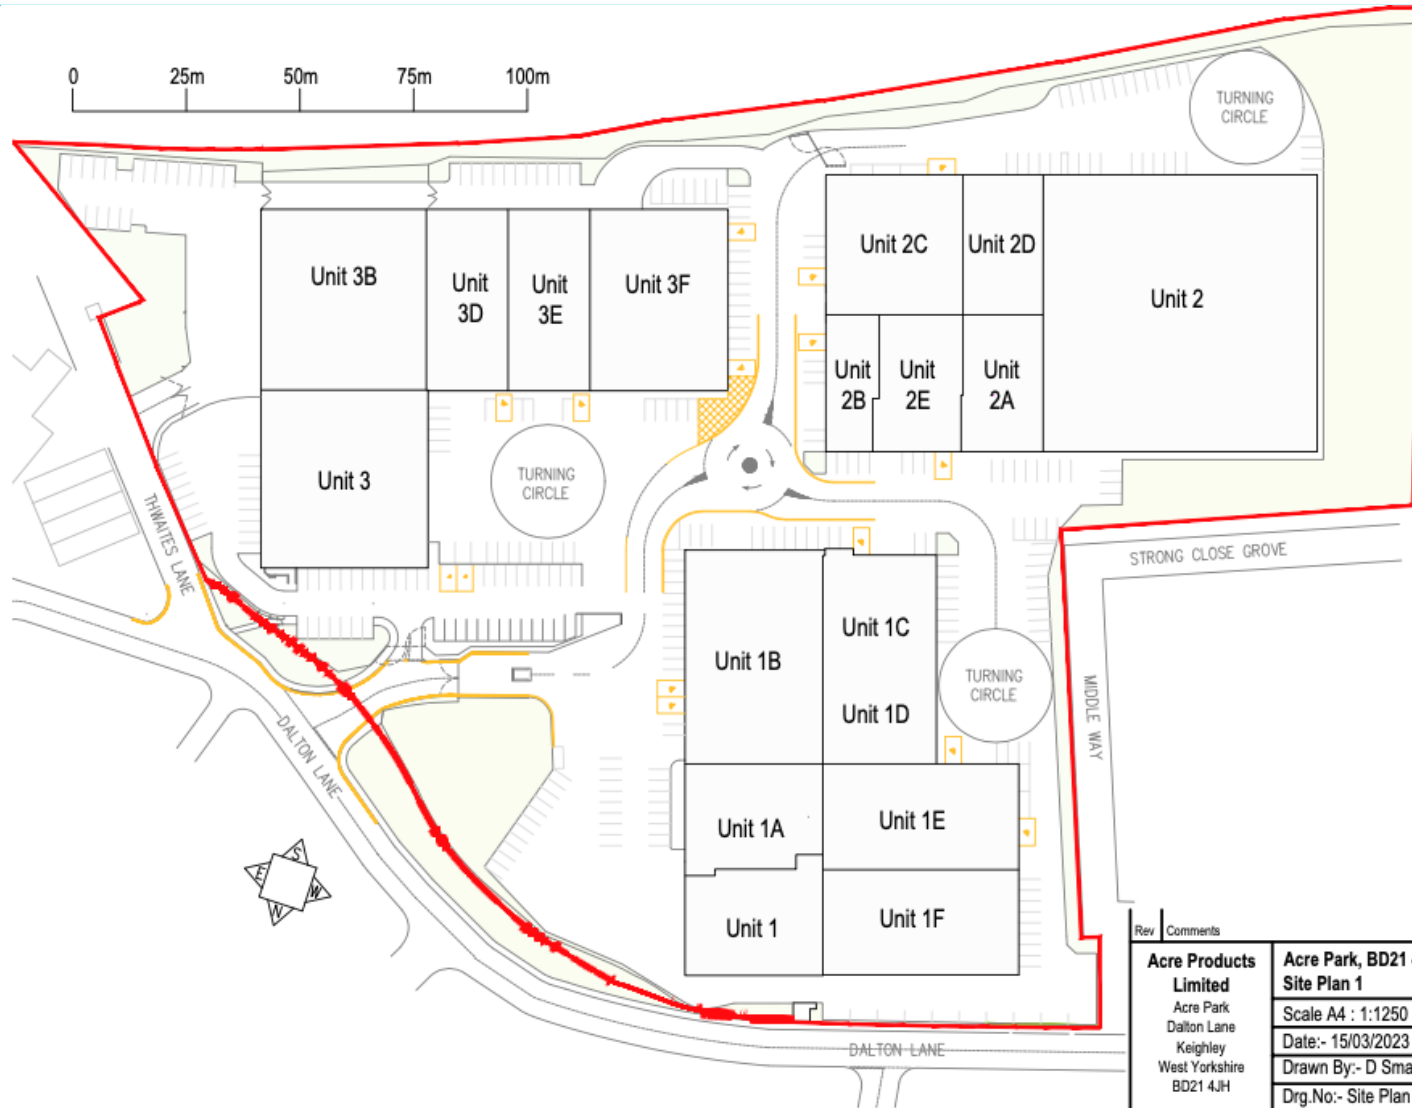 0 25m 50m 75m 100m
TURNING
CIRCLE
Unit 3B
Unit
3D
Unit
3E
Unit 3F
Unit 2C
Unit 2D
Unit 2
Unit
2B
Unit
2E
Unit
2A
Unit 3
TURNING
CIRCLE
THWAITES LANE
STRONG CLOSE GROVE
Unit 1B
Unit 1C
Unit 1D
TURNING
CIRCLE
MIDDLE WAY
DALTON LANE
Unit 1A
Unit 1E
S
E
W
N
Unit 1
Unit 1F
DALTON LANE
Rev Comments
Acre Products
Limited
Acre Park
Dalton Lane
Keighley
West Yorkshire
BD21 4JH
Acre Park, BD21
Site Plan 1
Scale A4 : 1:1250
Date:- 15/03/2023
Drawn By:- D Sma
Drg.No:- Site Plan